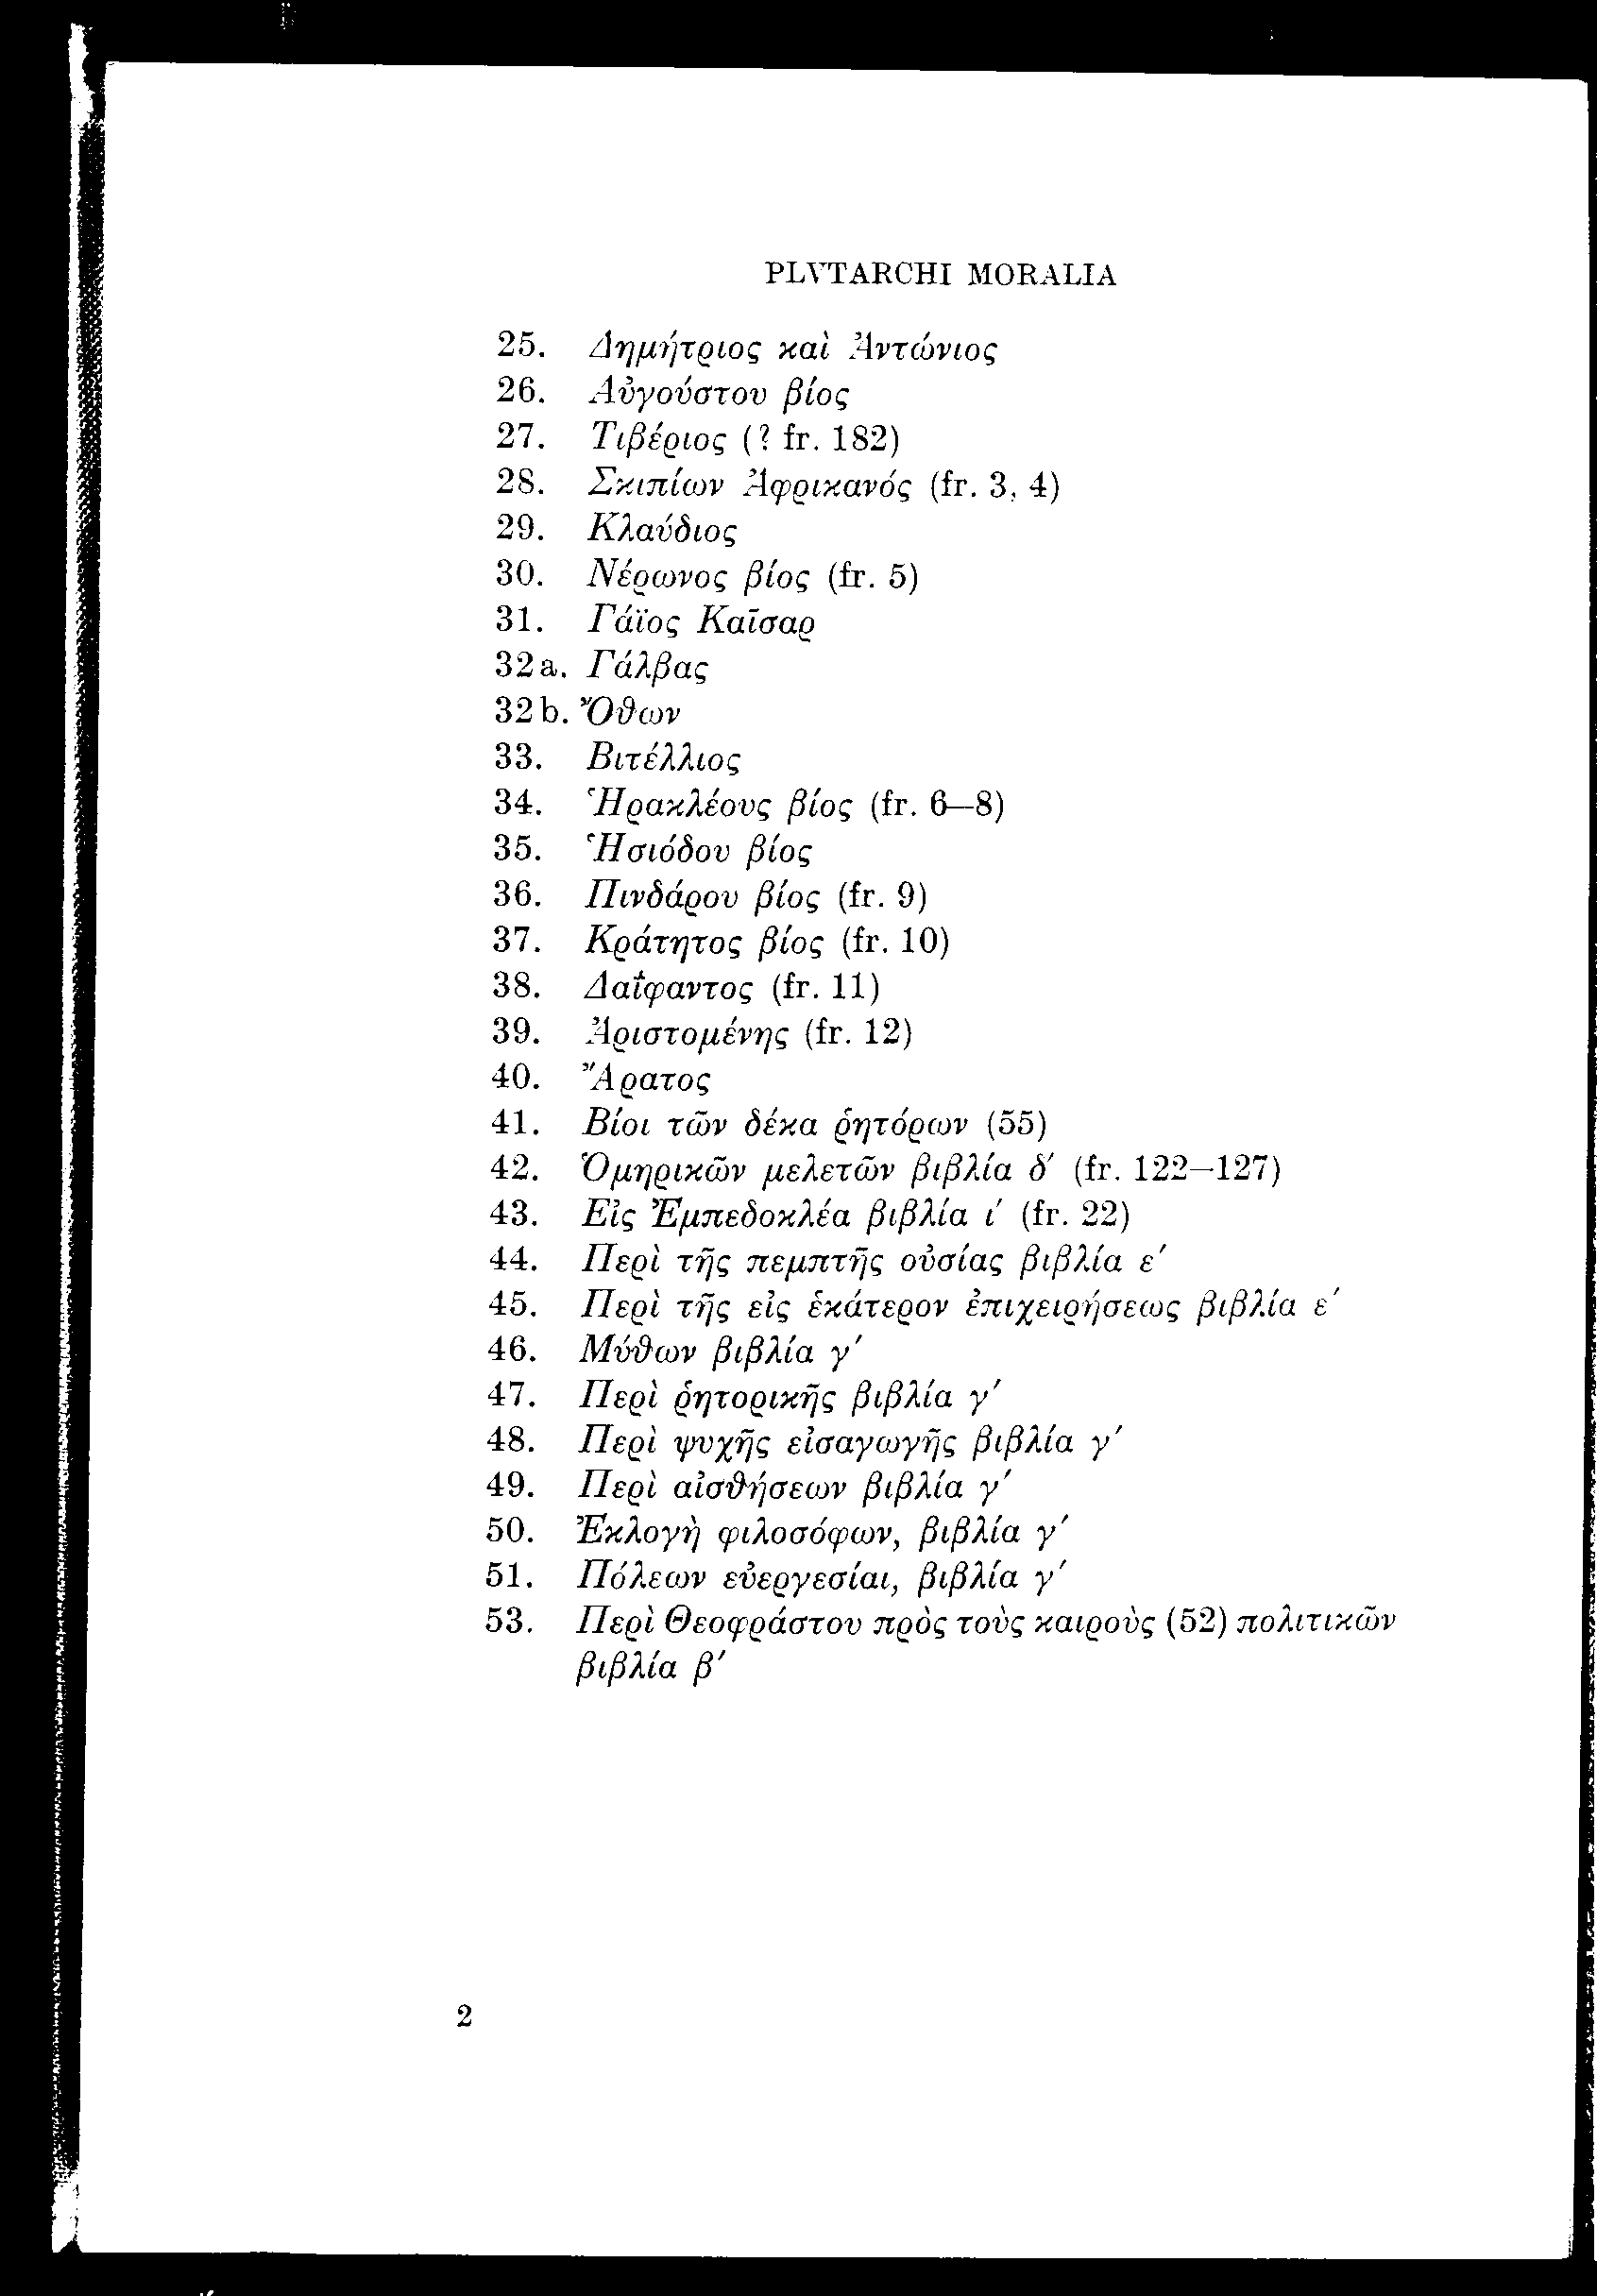 PLVTARCHI MORALIA
25. Δημήτριος καὶ Ἀντώνιος
26. Αὐγούστου βίος
27. Τιβέριος (? fr. 182)
28. Σκιπίων Ἀφρικανός (fr. 3, 4)
29. Κλαύδιος
30. Νέρωνος βίος (fr. 5)
31. Γάϊος Καῖσαρ
32a. Γάλβας
32b. Ὄθων
33. Βιτέλλιος
34. Ἡρακλέους βίος (fr. 6–8)
35. Ἡσιόδου βίος
36. Πινδάρου βίος (fr. 9)
37. Κράτητος βίος (fr. 10)
38. Δαΐφαντος (fr. 11)
39. Ἀριστομένης (fr. 12)
40. Ἄρατος
41. Βίοι τῶν δέκα ῥητόρων (55)
42. Ὁμηρικῶν μελετῶν βιβλία δ′ (fr. 122–127)
43. Εἰς Ἐμπεδοκλέα βιβλία ι′ (fr. 22)
44. Περὶ τῆς πεμπτῆς οὐσίας βιβλία ε′
45. Περὶ τῆς εἰς ἑκάτερον ἐπιχειρήσεως βιβλία ε′
46. Μύθων βιβλία γ′
47. Περὶ ῥητορικῆς βιβλία γ′
48. Περὶ ψυχῆς εἰσαγωγῆς βιβλία γ′
49. Περὶ αἰσθήσεων βιβλία γ′
50. Ἐκλογὴ φιλοσόφων, βιβλία γ′
51. Πόλεων εὐεργεσίαι, βιβλία γ′
53. Περὶ Θεοφράστου πρὸς τοὺς καιροὺς (52) πολιτικῶν
βιβλία β′
2